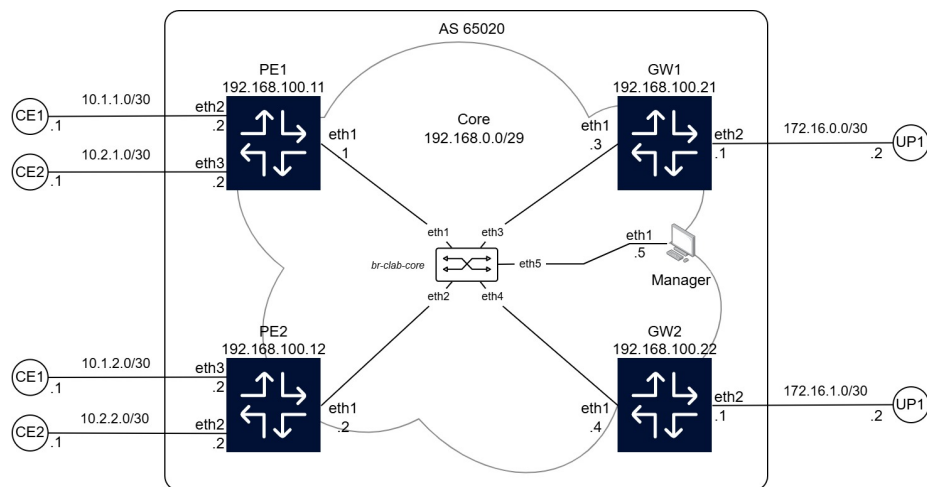 AS 65020
PE1
192.168.100.11
GW1
192.168.100.21
10.1.1.0/30
eth2
CE1
.1
.2
10.2.1.0/30
eth3
CE2
.1
.2
eth1
.1
Core
192.168.0.0/29
eth1
.3
eth2
.1
172.16.0.0/30
UP1
.2
eth1
eth3
br-clab-core
eth5
eth1
.5
Manager
eth2
eth4
PE2
192.168.100.12
GW2
192.168.100.22
10.1.2.0/30
eth3
CE1
.1
.2
10.2.2.0/30
eth2
CE2
.1
.2
eth1
.2
eth1
.4
eth2
.1
172.16.1.0/30
UP1
.2